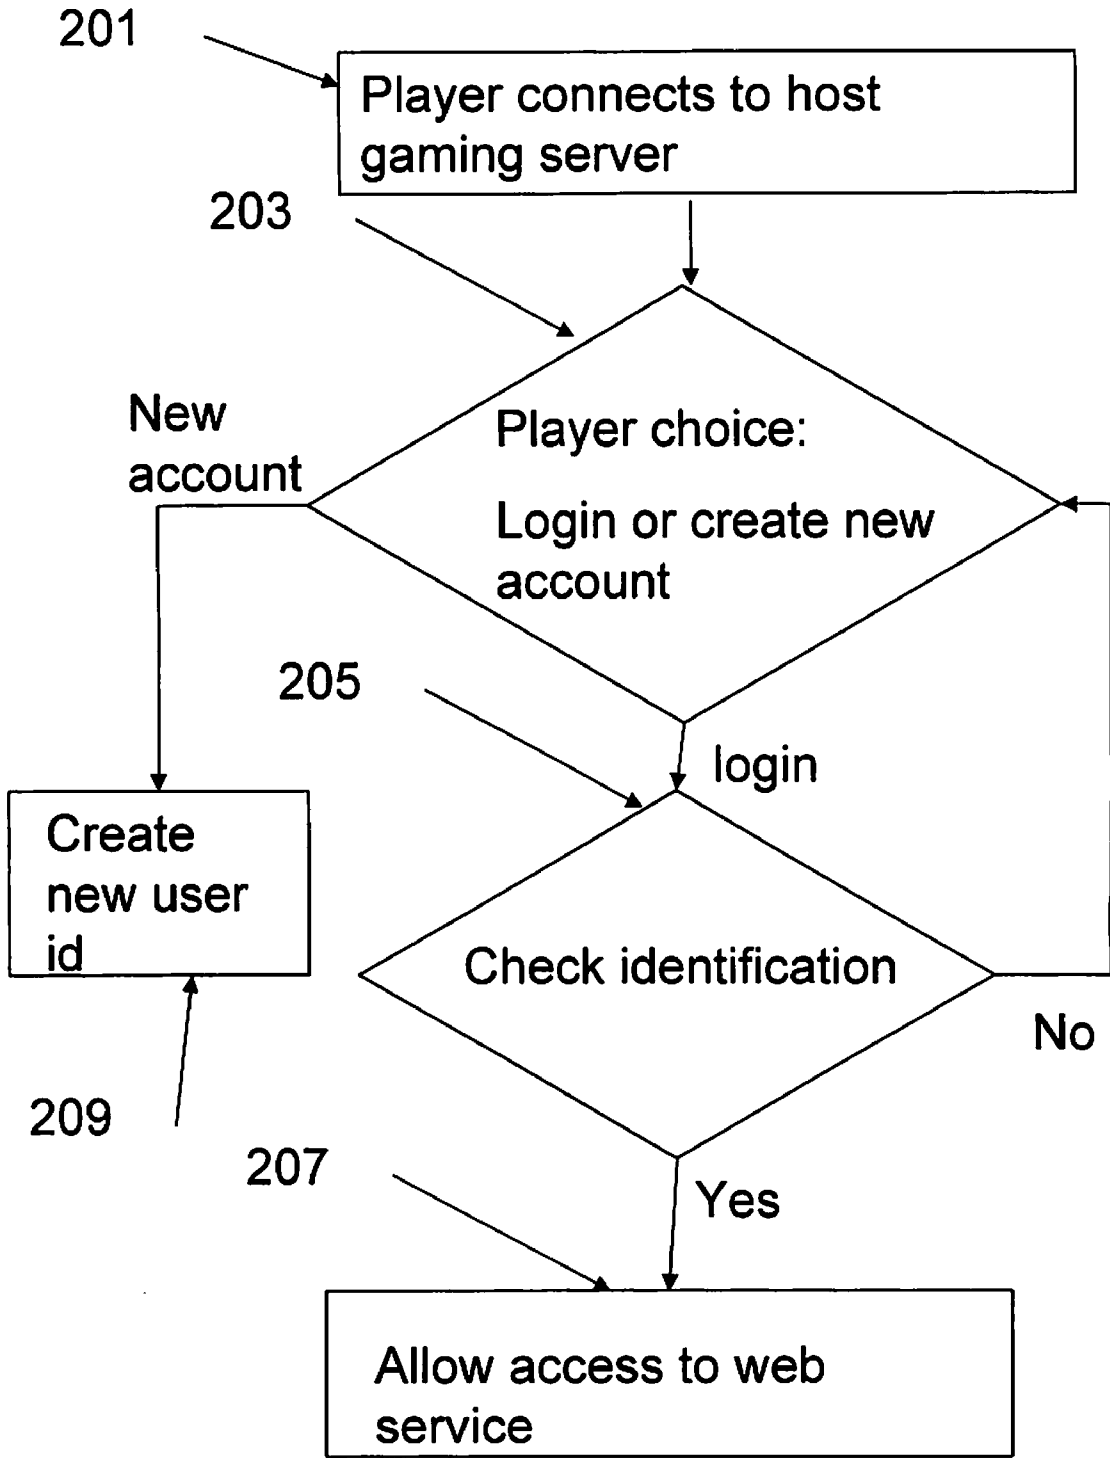 201
Player connects to host
gaming server
203
New
account
Player choice:
Login or create new
account
205
login
Create
new user
id
Check identification
No
209
207
Yes
Allow access to web
service